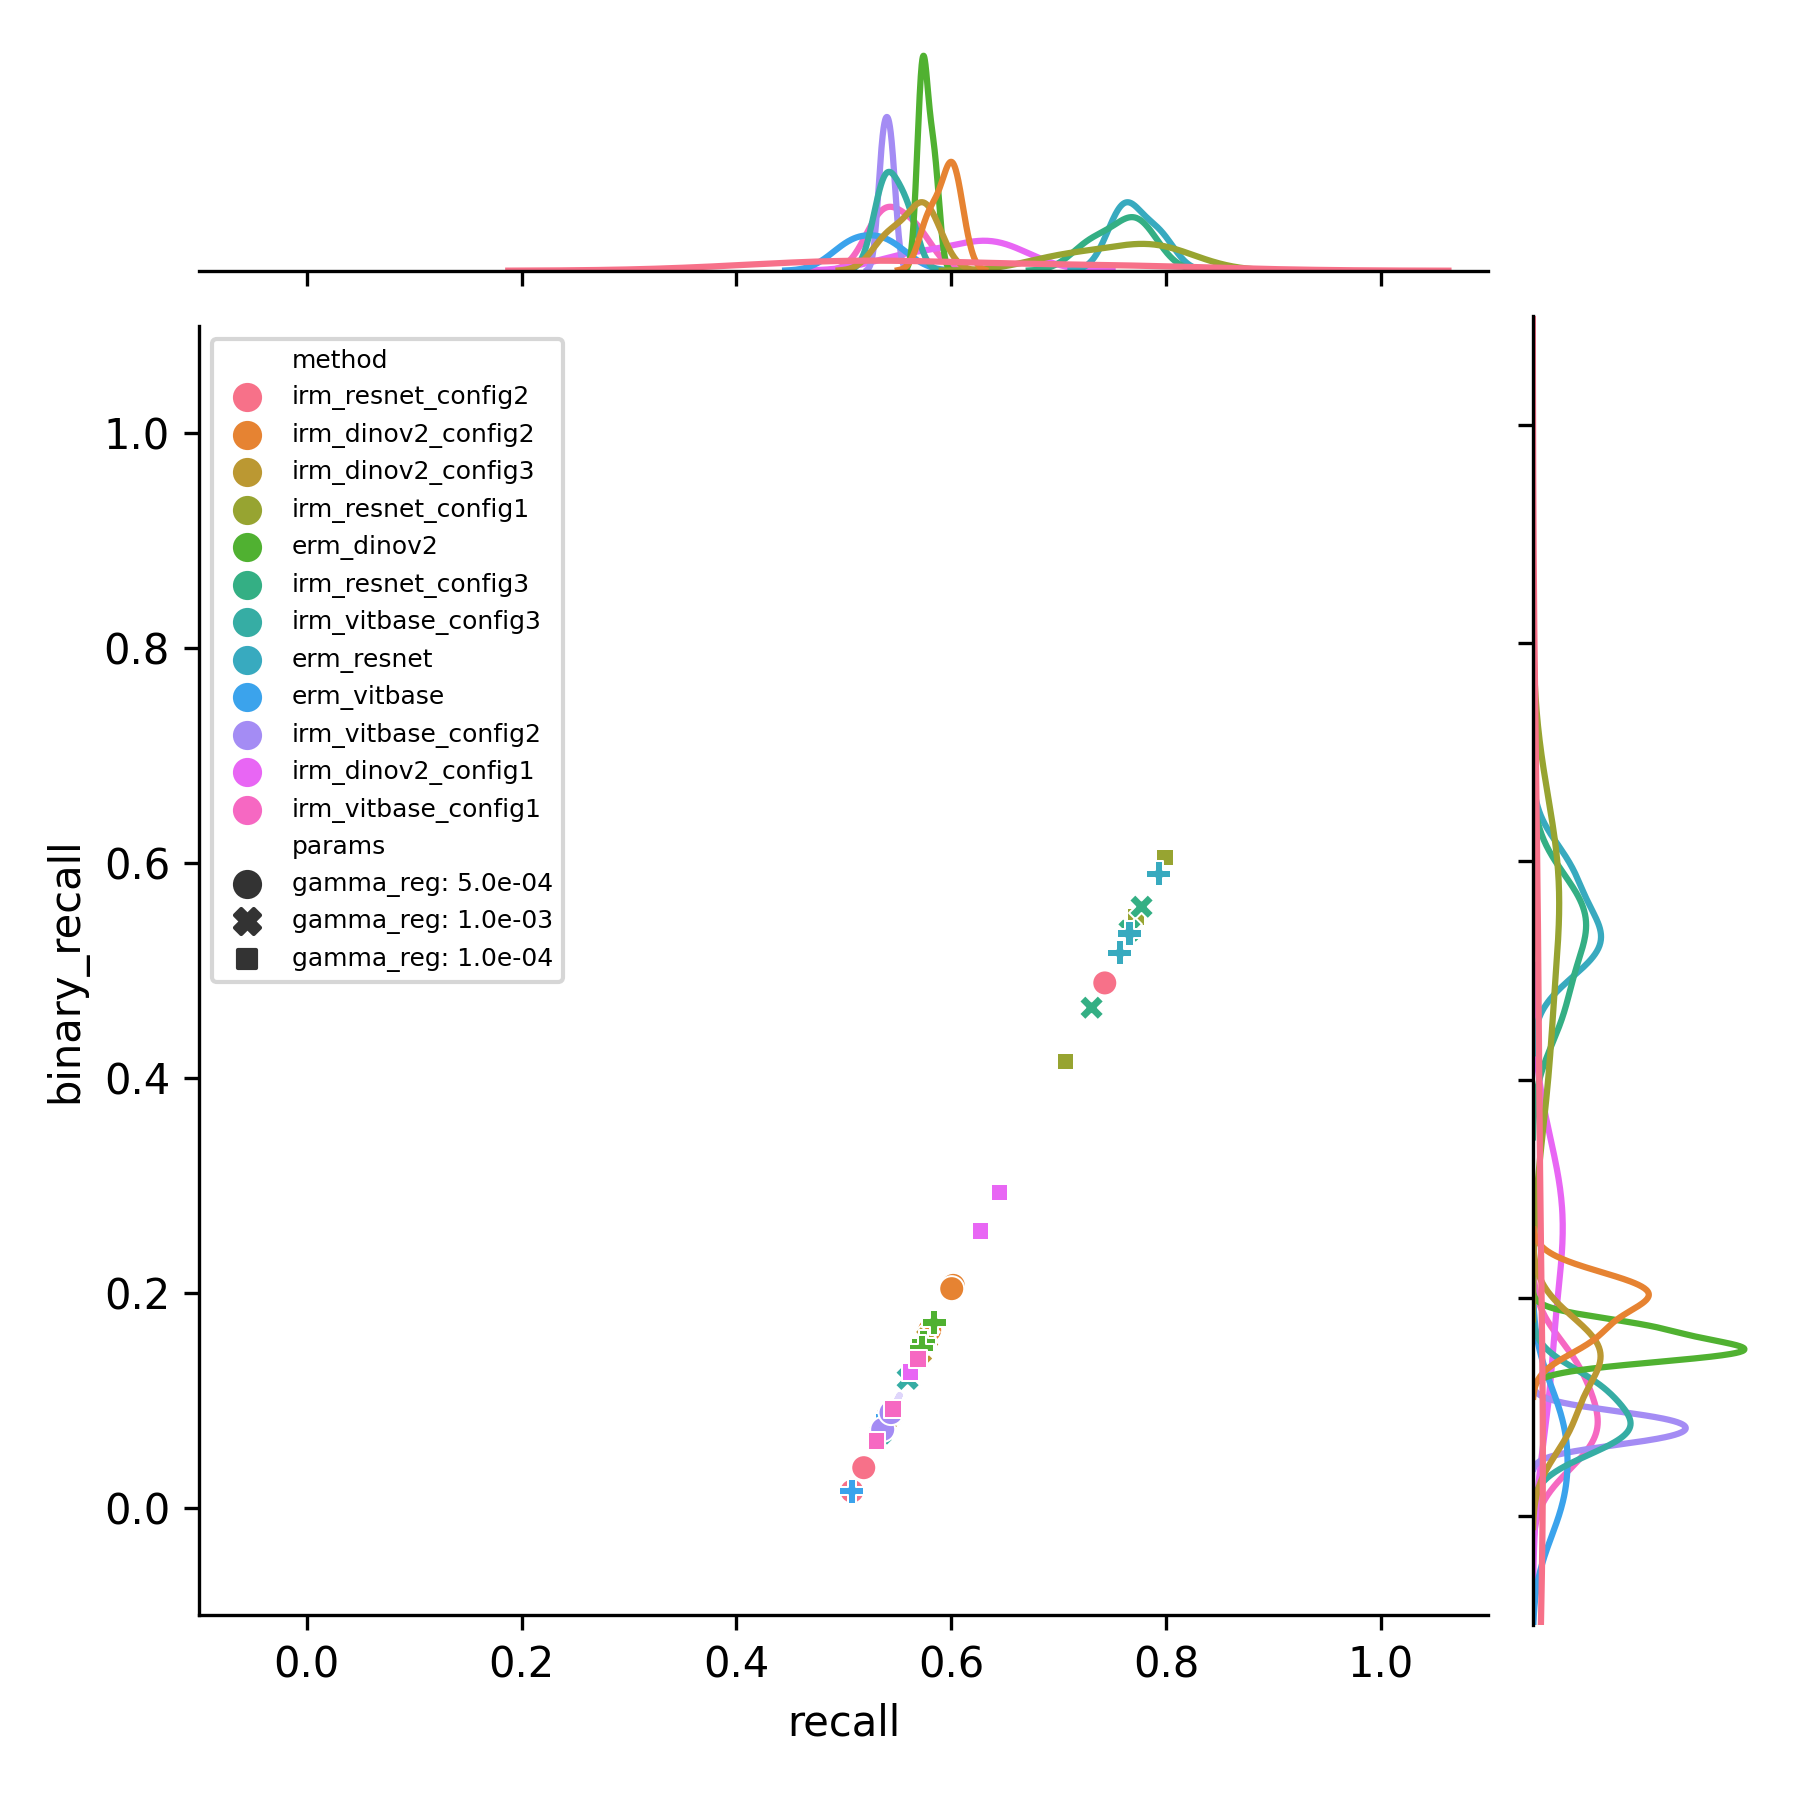 method
irm_resnet_config2
irm_dinov2_config2
irm_dinov2_config3
irm_resnet_config1
erm_dinov2
irm_resnet_config3
irm_vitbase_config3
erm_resnet
erm_vitbase
irm_vitbase_config2
irm_dinov2_config1
irm_vitbase_config1
params
gamma_reg: 5.0e-04
gamma_reg: 1.0e-03
gamma_reg: 1.0e-04
binary_recall
1.0
0.8
0.6
0.4
0.2
0.0
0.0 0.2 0.4 0.6 0.8 1.0
recall